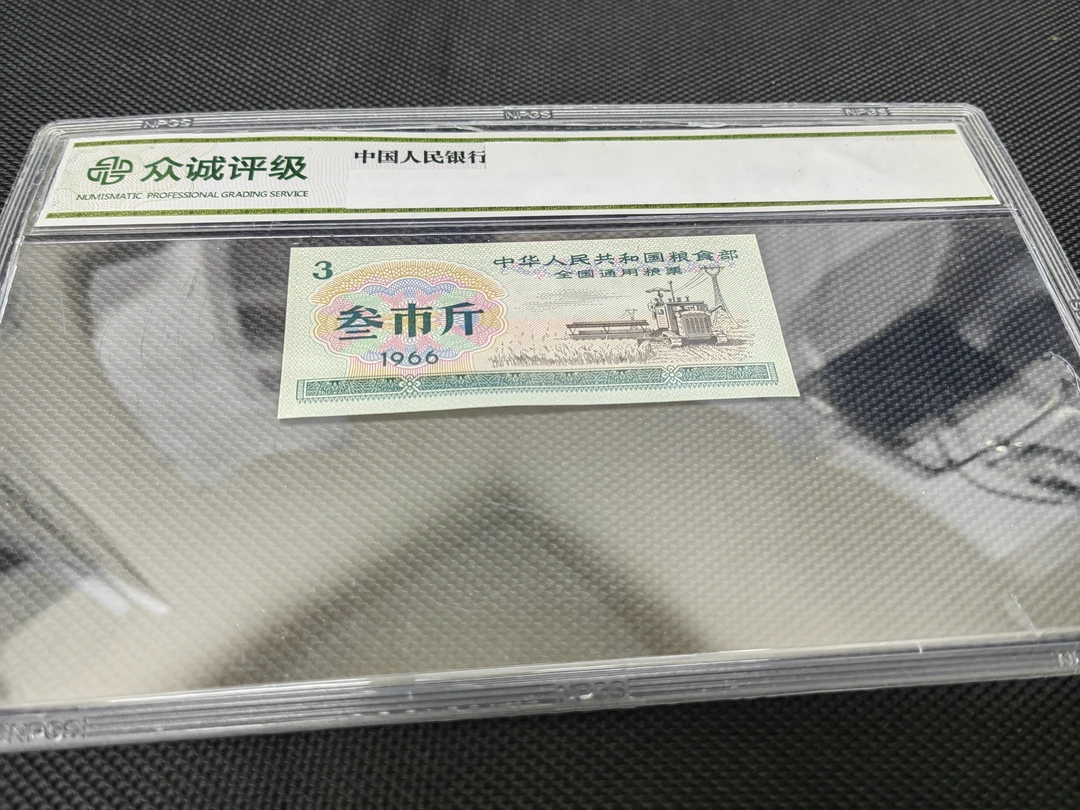 NPGS NPGS NPGS
众诚评级
NUMISMATIC PROFESSIONAL GRADING SERVICE
中国人民银行
3
中华人民共和国粮食部
全国通用粮票
叁市斤
1966
NPGS NPGS